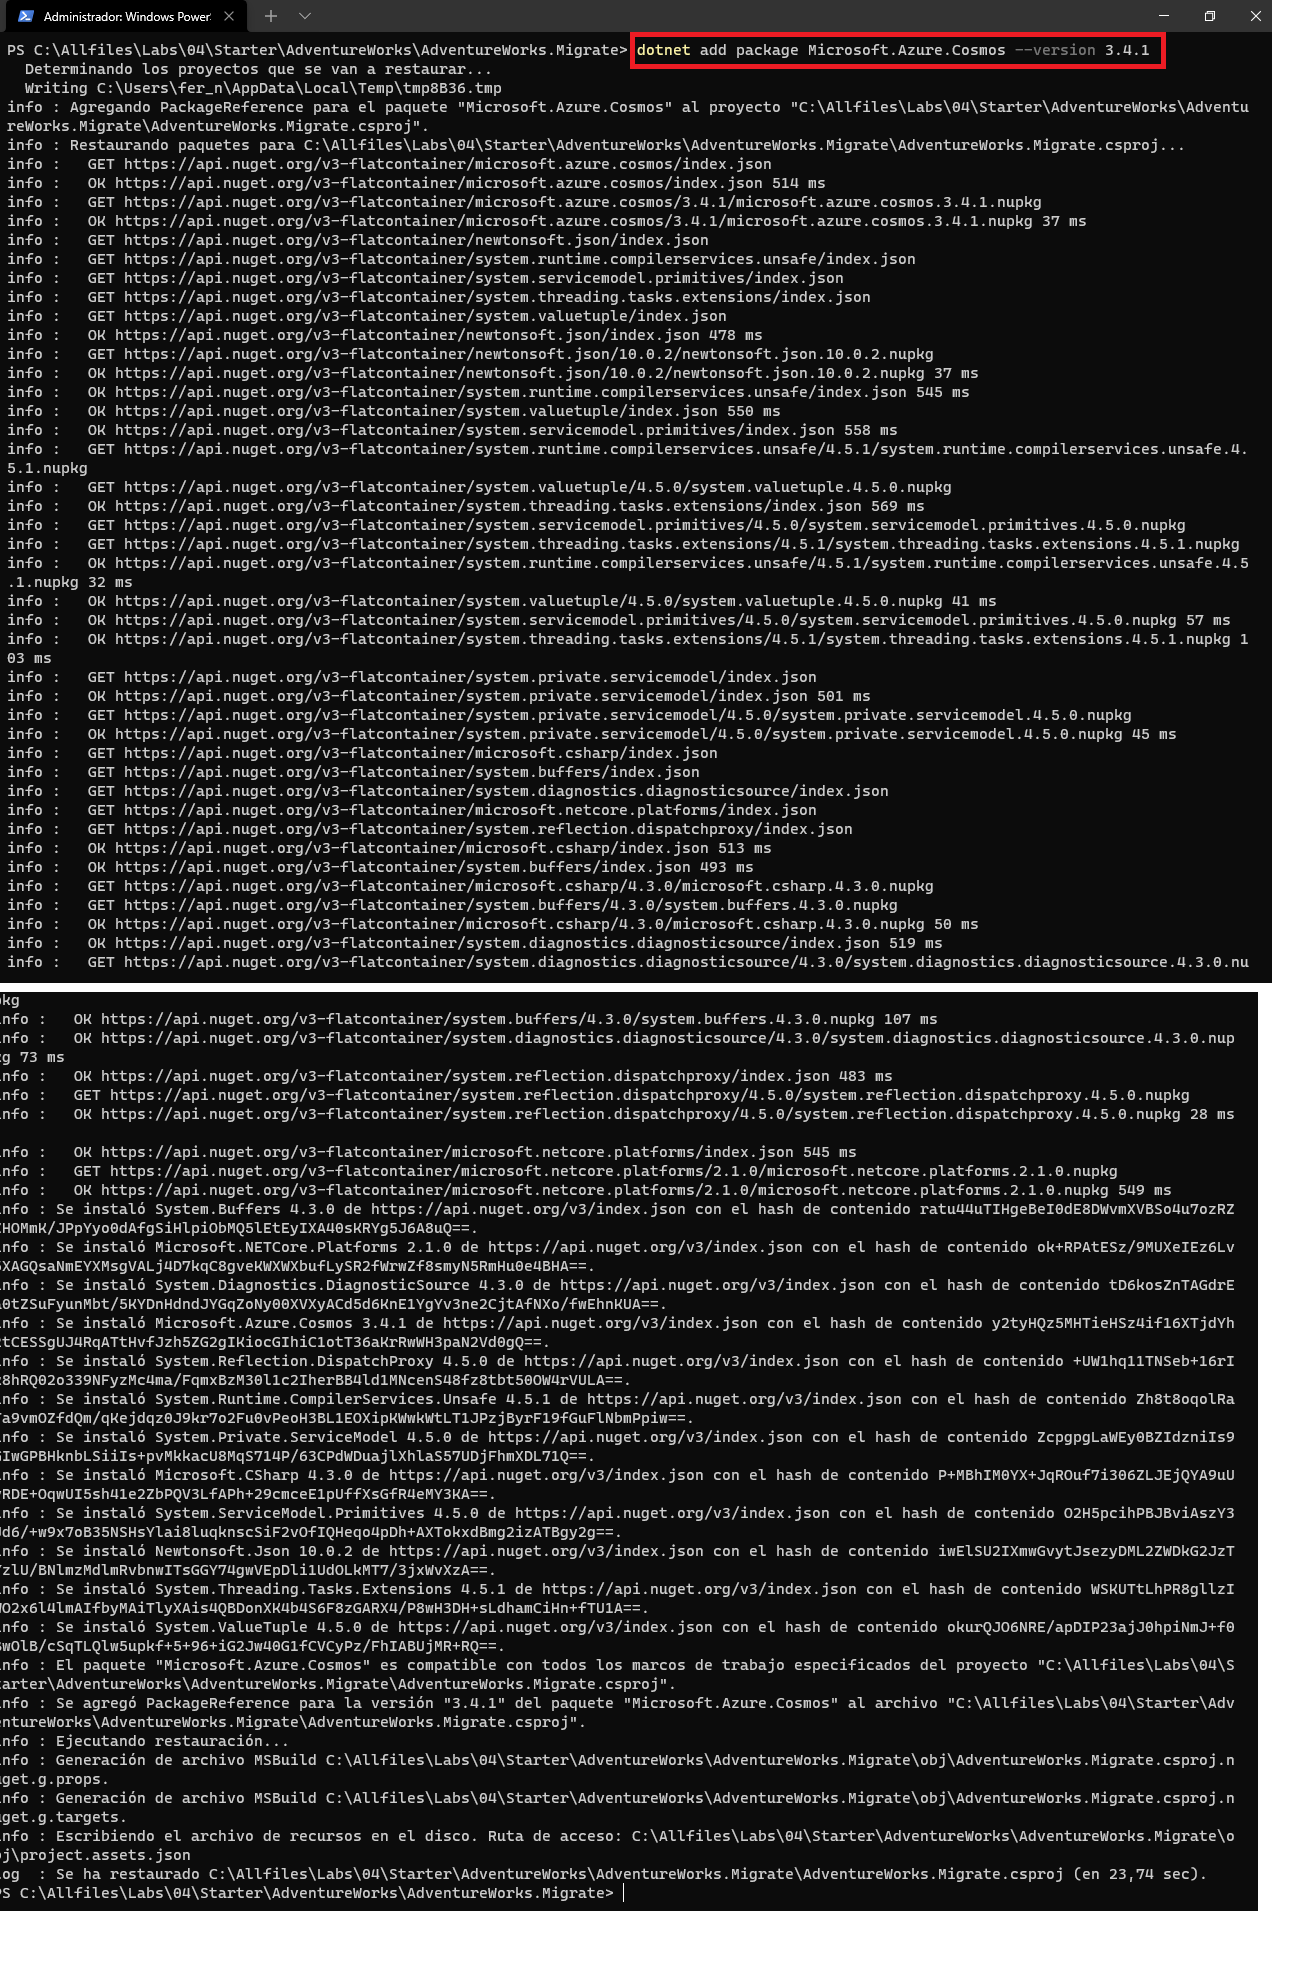 Administrador: Windows PowerS
PS C:\Allfiles\Labs\04\Starter\AdventureWorks\AdventureWorks.Migrate> dotnet add package Microsoft.Azure.Cosmos --version 3.4.1
  Determinando los proyectos que se van a restaurar...
  Writing C:\Users\fer_n\AppData\Local\Temp\tmp8B36.tmp
info : Agregando PackageReference para el paquete "Microsoft.Azure.Cosmos" al proyecto "C:\Allfiles\Labs\04\Starter\AdventureWorks\Adventu
reWorks.Migrate\AdventureWorks.Migrate.csproj".
info : Restaurando paquetes para C:\Allfiles\Labs\04\Starter\AdventureWorks\AdventureWorks.Migrate\AdventureWorks.Migrate.csproj...
info :   GET https://api.nuget.org/v3-flatcontainer/microsoft.azure.cosmos/index.json
info :   OK https://api.nuget.org/v3-flatcontainer/microsoft.azure.cosmos/index.json 514 ms
info :   GET https://api.nuget.org/v3-flatcontainer/microsoft.azure.cosmos/3.4.1/microsoft.azure.cosmos.3.4.1.nupkg
info :   OK https://api.nuget.org/v3-flatcontainer/microsoft.azure.cosmos/3.4.1/microsoft.azure.cosmos.3.4.1.nupkg 37 ms
info :   GET https://api.nuget.org/v3-flatcontainer/newtonsoft.json/index.json
info :   GET https://api.nuget.org/v3-flatcontainer/system.runtime.compilerservices.unsafe/index.json
info :   GET https://api.nuget.org/v3-flatcontainer/system.servicemodel.primitives/index.json
info :   GET https://api.nuget.org/v3-flatcontainer/system.threading.tasks.extensions/index.json
info :   GET https://api.nuget.org/v3-flatcontainer/system.valuetuple/index.json
info :   OK https://api.nuget.org/v3-flatcontainer/newtonsoft.json/index.json 478 ms
info :   GET https://api.nuget.org/v3-flatcontainer/newtonsoft.json/10.0.2/newtonsoft.json.10.0.2.nupkg
info :   OK https://api.nuget.org/v3-flatcontainer/newtonsoft.json/10.0.2/newtonsoft.json.10.0.2.nupkg 37 ms
info :   OK https://api.nuget.org/v3-flatcontainer/system.runtime.compilerservices.unsafe/index.json 545 ms
info :   OK https://api.nuget.org/v3-flatcontainer/system.valuetuple/index.json 550 ms
info :   OK https://api.nuget.org/v3-flatcontainer/system.servicemodel.primitives/index.json 558 ms
info :   GET https://api.nuget.org/v3-flatcontainer/system.runtime.compilerservices.unsafe/4.5.1/system.runtime.compilerservices.unsafe.4.
5.1.nupkg
info :   GET https://api.nuget.org/v3-flatcontainer/system.valuetuple/4.5.0/system.valuetuple.4.5.0.nupkg
info :   OK https://api.nuget.org/v3-flatcontainer/system.threading.tasks.extensions/index.json 569 ms
info :   GET https://api.nuget.org/v3-flatcontainer/system.servicemodel.primitives/4.5.0/system.servicemodel.primitives.4.5.0.nupkg
info :   GET https://api.nuget.org/v3-flatcontainer/system.threading.tasks.extensions/4.5.1/system.threading.tasks.extensions.4.5.1.nupkg
info :   OK https://api.nuget.org/v3-flatcontainer/system.runtime.compilerservices.unsafe/4.5.1/system.runtime.compilerservices.unsafe.4.5
.1.nupkg 32 ms
info :   OK https://api.nuget.org/v3-flatcontainer/system.valuetuple/4.5.0/system.valuetuple.4.5.0.nupkg 41 ms
info :   OK https://api.nuget.org/v3-flatcontainer/system.servicemodel.primitives/4.5.0/system.servicemodel.primitives.4.5.0.nupkg 57 ms
info :   OK https://api.nuget.org/v3-flatcontainer/system.threading.tasks.extensions/4.5.1/system.threading.tasks.extensions.4.5.1.nupkg 1
03 ms
info :   GET https://api.nuget.org/v3-flatcontainer/system.private.servicemodel/index.json
info :   OK https://api.nuget.org/v3-flatcontainer/system.private.servicemodel/index.json 501 ms
info :   GET https://api.nuget.org/v3-flatcontainer/system.private.servicemodel/4.5.0/system.private.servicemodel.4.5.0.nupkg
info :   OK https://api.nuget.org/v3-flatcontainer/system.private.servicemodel/4.5.0/system.private.servicemodel.4.5.0.nupkg 45 ms
info :   GET https://api.nuget.org/v3-flatcontainer/microsoft.csharp/index.json
info :   GET https://api.nuget.org/v3-flatcontainer/system.buffers/index.json
info :   GET https://api.nuget.org/v3-flatcontainer/system.diagnostics.diagnosticsource/index.json
info :   GET https://api.nuget.org/v3-flatcontainer/microsoft.netcore.platforms/index.json
info :   GET https://api.nuget.org/v3-flatcontainer/system.reflection.dispatchproxy/index.json
info :   OK https://api.nuget.org/v3-flatcontainer/microsoft.csharp/index.json 513 ms
info :   OK https://api.nuget.org/v3-flatcontainer/system.buffers/index.json 493 ms
info :   GET https://api.nuget.org/v3-flatcontainer/microsoft.csharp/4.3.0/microsoft.csharp.4.3.0.nupkg
info :   GET https://api.nuget.org/v3-flatcontainer/system.buffers/4.3.0/system.buffers.4.3.0.nupkg
info :   OK https://api.nuget.org/v3-flatcontainer/microsoft.csharp/4.3.0/microsoft.csharp.4.3.0.nupkg 50 ms
info :   OK https://api.nuget.org/v3-flatcontainer/system.diagnostics.diagnosticsource/index.json 519 ms
info :   GET https://api.nuget.org/v3-flatcontainer/system.diagnostics.diagnosticsource/4.3.0/system.diagnostics.diagnosticsource.4.3.0.nu
pkg
info :   OK https://api.nuget.org/v3-flatcontainer/system.buffers/4.3.0/system.buffers.4.3.0.nupkg 107 ms
info :   OK https://api.nuget.org/v3-flatcontainer/system.diagnostics.diagnosticsource/4.3.0/system.diagnostics.diagnosticsource.4.3.0.nup
kg 73 ms
info :   OK https://api.nuget.org/v3-flatcontainer/system.reflection.dispatchproxy/index.json 483 ms
info :   GET https://api.nuget.org/v3-flatcontainer/system.reflection.dispatchproxy/4.5.0/system.reflection.dispatchproxy.4.5.0.nupkg
info :   OK https://api.nuget.org/v3-flatcontainer/system.reflection.dispatchproxy/4.5.0/system.reflection.dispatchproxy.4.5.0.nupkg 28 ms
info :   OK https://api.nuget.org/v3-flatcontainer/microsoft.netcore.platforms/index.json 545 ms
info :   GET https://api.nuget.org/v3-flatcontainer/microsoft.netcore.platforms/2.1.0/microsoft.netcore.platforms.2.1.0.nupkg
info :   OK https://api.nuget.org/v3-flatcontainer/microsoft.netcore.platforms/2.1.0/microsoft.netcore.platforms.2.1.0.nupkg 549 ms
info : Se instaló System.Buffers 4.3.0 de https://api.nuget.org/v3/index.json con el hash de contenido ratu44uTIHgeBeI0dE8DWvmXVBSo4u7ozRZ
ZHOMmK/JPpYyo0dAfgSiHlpiObMQ5lEtEyIXA40sKRYg5J6A8uQ==.
info : Se instaló Microsoft.NETCore.Platforms 2.1.0 de https://api.nuget.org/v3/index.json con el hash de contenido ok+RPAtESz/9MUXeIEz6Lv
6XAGQsaNmEYXMsgVALj4D7kqC8gveKWXWXbufLySR2fWrwZf8smyN5RmHu0e4BHA==.
info : Se instaló System.Diagnostics.DiagnosticSource 4.3.0 de https://api.nuget.org/v3/index.json con el hash de contenido tD6kosZnTAGdrE
a0tZSuFyunMbt/5KYDnHdndJYGqZoNy00XVXyACd5d6KnE1YgYv3ne2CjtAfNXo/fwEhnKUA==.
info : Se instaló Microsoft.Azure.Cosmos 3.4.1 de https://api.nuget.org/v3/index.json con el hash de contenido y2tyHQz5MHTieHSz4if16XTjdYh
tCESSgUJ4RqATtHvfJzh5ZG2gIKiocGIhiC1otT36aKrRwWH3paN2Vd0gQ==.
info : Se instaló System.Reflection.DispatchProxy 4.5.0 de https://api.nuget.org/v3/index.json con el hash de contenido +UW1hq11TNSeb+16rI
8hRQ02o339NFyzMc4ma/FqmxBzM30l1c2IherBB4ld1MNcenS48fz8tbt50OW4rVULA==.
info : Se instaló System.Runtime.CompilerServices.Unsafe 4.5.1 de https://api.nuget.org/v3/index.json con el hash de contenido Zh8t8oqolRa
a9vmOZfdQm/qKejdqz0J9kr7o2Fu0vPeoH3BL1EOXipKWwkWtLT1JPzjByrF19fGuFlNbmPpiw==.
info : Se instaló System.Private.ServiceModel 4.5.0 de https://api.nuget.org/v3/index.json con el hash de contenido ZcpgpgLaWEy0BZIdzniIs9
GIwGPBHknbLSiiIs+pvMkkacU8MqS714P/63CPdWDuajlXhlaS57UDjFhmXDL71Q==.
info : Se instaló Microsoft.CSharp 4.3.0 de https://api.nuget.org/v3/index.json con el hash de contenido P+MBhIM0YX+JqROuf7i306ZLJEjQYA9uU
RDE+OqwUI5sh41e2ZbPQV3LfAPh+29cmceE1pUffXsGfR4eMY3KA==.
info : Se instaló System.ServiceModel.Primitives 4.5.0 de https://api.nuget.org/v3/index.json con el hash de contenido O2H5pcihPBJBviAszY3
d6/+w9x7oB35NSHsYlai8luqknscSiF2vOfIQHeqo4pDh+AXTokxdBmg2izATBgy2g==.
info : Se instaló Newtonsoft.Json 10.0.2 de https://api.nuget.org/v3/index.json con el hash de contenido iwElSU2IXmwGvytJsezyDML2ZWDkG2JzT
zlU/BNlmzMdlmRvbnwITsGGY74gwVEpDli1UdOLkMT7/3jxWvXzA==.
info : Se instaló System.Threading.Tasks.Extensions 4.5.1 de https://api.nuget.org/v3/index.json con el hash de contenido WSKUTtLhPR8gllzI
WO2x6l4lmAIfbyMAiTlyXAis4QBDonXK4b4S6F8zGARX4/P8wH3DH+sLdhamCiHn+fTU1A==.
info : Se instaló System.ValueTuple 4.5.0 de https://api.nuget.org/v3/index.json con el hash de contenido okurQJO6NRE/apDIP23ajJ0hpiNmJ+f0
wOlB/cSqTLQlw5upkf+5+96+iG2Jw40G1fCVCyPz/FhIABUjMR+RQ==.
info : El paquete "Microsoft.Azure.Cosmos" es compatible con todos los marcos de trabajo especificados del proyecto "C:\Allfiles\Labs\04\S
tarter\AdventureWorks\AdventureWorks.Migrate\AdventureWorks.Migrate.csproj".
info : Se agregó PackageReference para la versión "3.4.1" del paquete "Microsoft.Azure.Cosmos" al archivo "C:\Allfiles\Labs\04\Starter\Adv
entureWorks\AdventureWorks.Migrate\AdventureWorks.Migrate.csproj".
info : Ejecutando restauración...
info : Generación de archivo MSBuild C:\Allfiles\Labs\04\Starter\AdventureWorks\AdventureWorks.Migrate\obj\AdventureWorks.Migrate.csproj.n
uget.g.props.
info : Generación de archivo MSBuild C:\Allfiles\Labs\04\Starter\AdventureWorks\AdventureWorks.Migrate\obj\AdventureWorks.Migrate.csproj.n
uget.g.targets.
info : Escribiendo el archivo de recursos en el disco. Ruta de acceso: C:\Allfiles\Labs\04\Starter\AdventureWorks\AdventureWorks.Migrate\o
bj\project.assets.json
log  : Se ha restaurado C:\Allfiles\Labs\04\Starter\AdventureWorks\AdventureWorks.Migrate\AdventureWorks.Migrate.csproj (en 23,74 sec).
PS C:\Allfiles\Labs\04\Starter\AdventureWorks\AdventureWorks.Migrate>